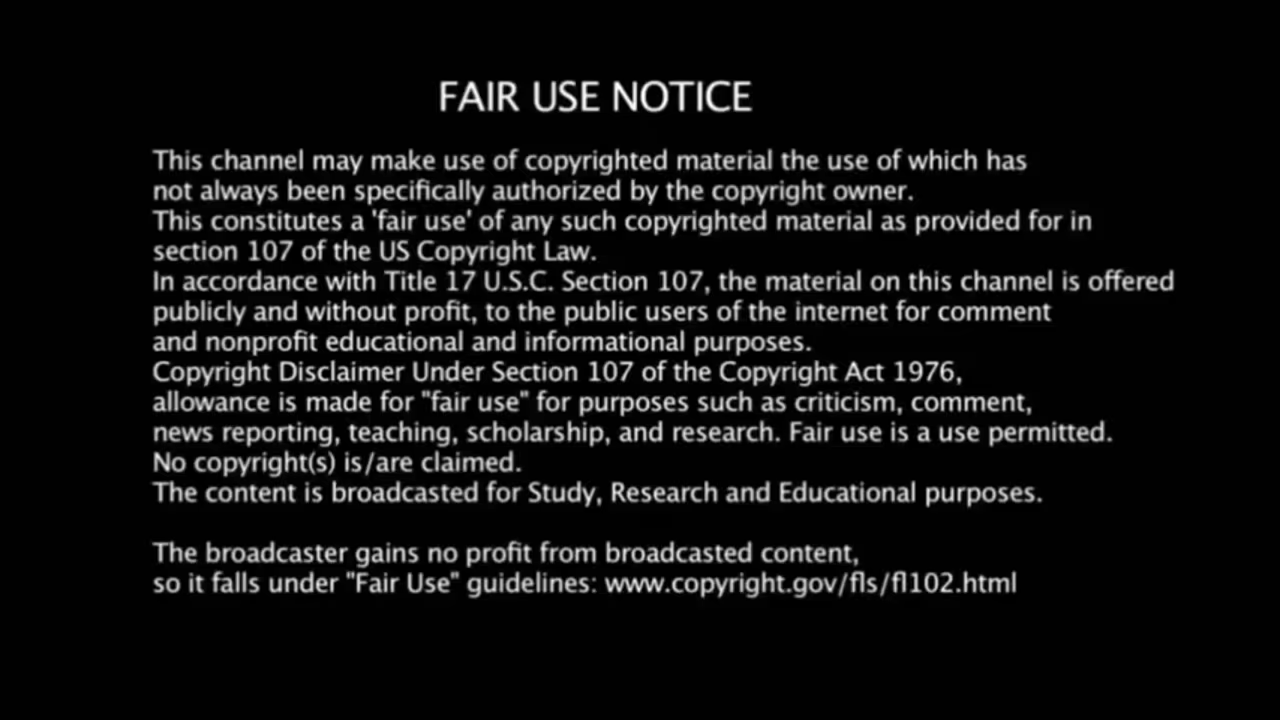 FAIR USE NOTICE
This channel may make use of copyrighted material the use of which has
not always been specifically authorized by the copyright owner.
This constitutes a 'fair use' of any such copyrighted material as provided for in
section 107 of the US Copyright Law.
In accordance with Title 17 U.S.C. Section 107, the material on this channel is offered
publicly and without profit, to the public users of the internet for comment
and nonprofit educational and informational purposes.
Copyright Disclaimer Under Section 107 of the Copyright Act 1976,
allowance is made for "fair use" for purposes such as criticism, comment,
news reporting, teaching, scholarship, and research. Fair use is a use permitted.
No copyright(s) is/are claimed.
The content is broadcasted for Study, Research and Educational purposes.
The broadcaster gains no profit from broadcasted content,
so it falls under "Fair Use" guidelines: www.copyright.gov/fls/fl102.html